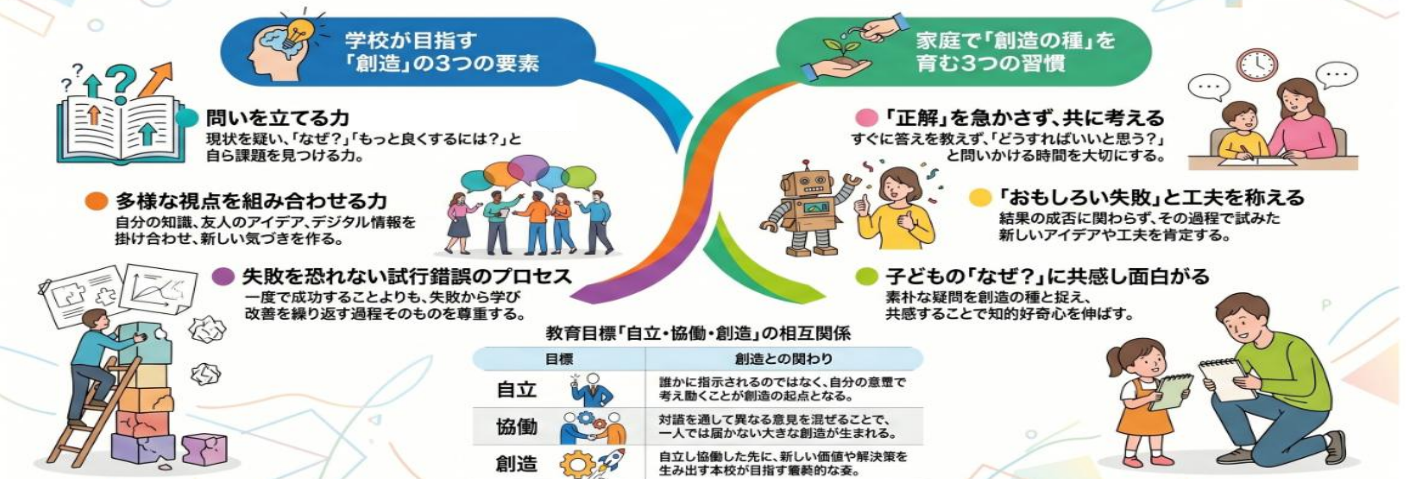 学校が目指す
「創造」の3つの要素
? ? ?
問いを立てる力
現状を疑い、「なぜ?」「もっと良くするには?」と
自ら課題を見つける力。
多様な視点を組み合わせる力
自分の知識、友人のアイデア、デジタル情報を
掛け合わせ、新しい気づきを作る。
失敗を恐れない試行錯誤のプロセス
一度で成功することよりも、失敗から学び
改善を繰り返す過程そのものを尊重する。
家庭で「創造の種」を
育む3つの習慣
「正解」を急かさず、共に考える
すぐに答えを教えず、「どうすればいいと思う?」
と問いかける時間を大切にする。
「おもしろい失敗」と工夫を称える
結果の成否に関わらず、その過程で試みた
新しいアイデアや工夫を肯定する。
子どもの「なぜ?」に共感し面白がる
素朴な疑問を創造の種と捉え、
共感することで知的好奇心を伸ばす。
教育目標「自立・協働・創造」の相互関係
目標
創造との関わり
自立
誰かに指示されるのではなく、自分の意で
考え働くことが創造の起点となる。
協働
対話を通して異なる意見を混ぜることで、
一人では届かない大きな創造が生まれる。
創造
自立し協働した先に、新しい価値や解決策を
生み出す本校が目指す的な姿。